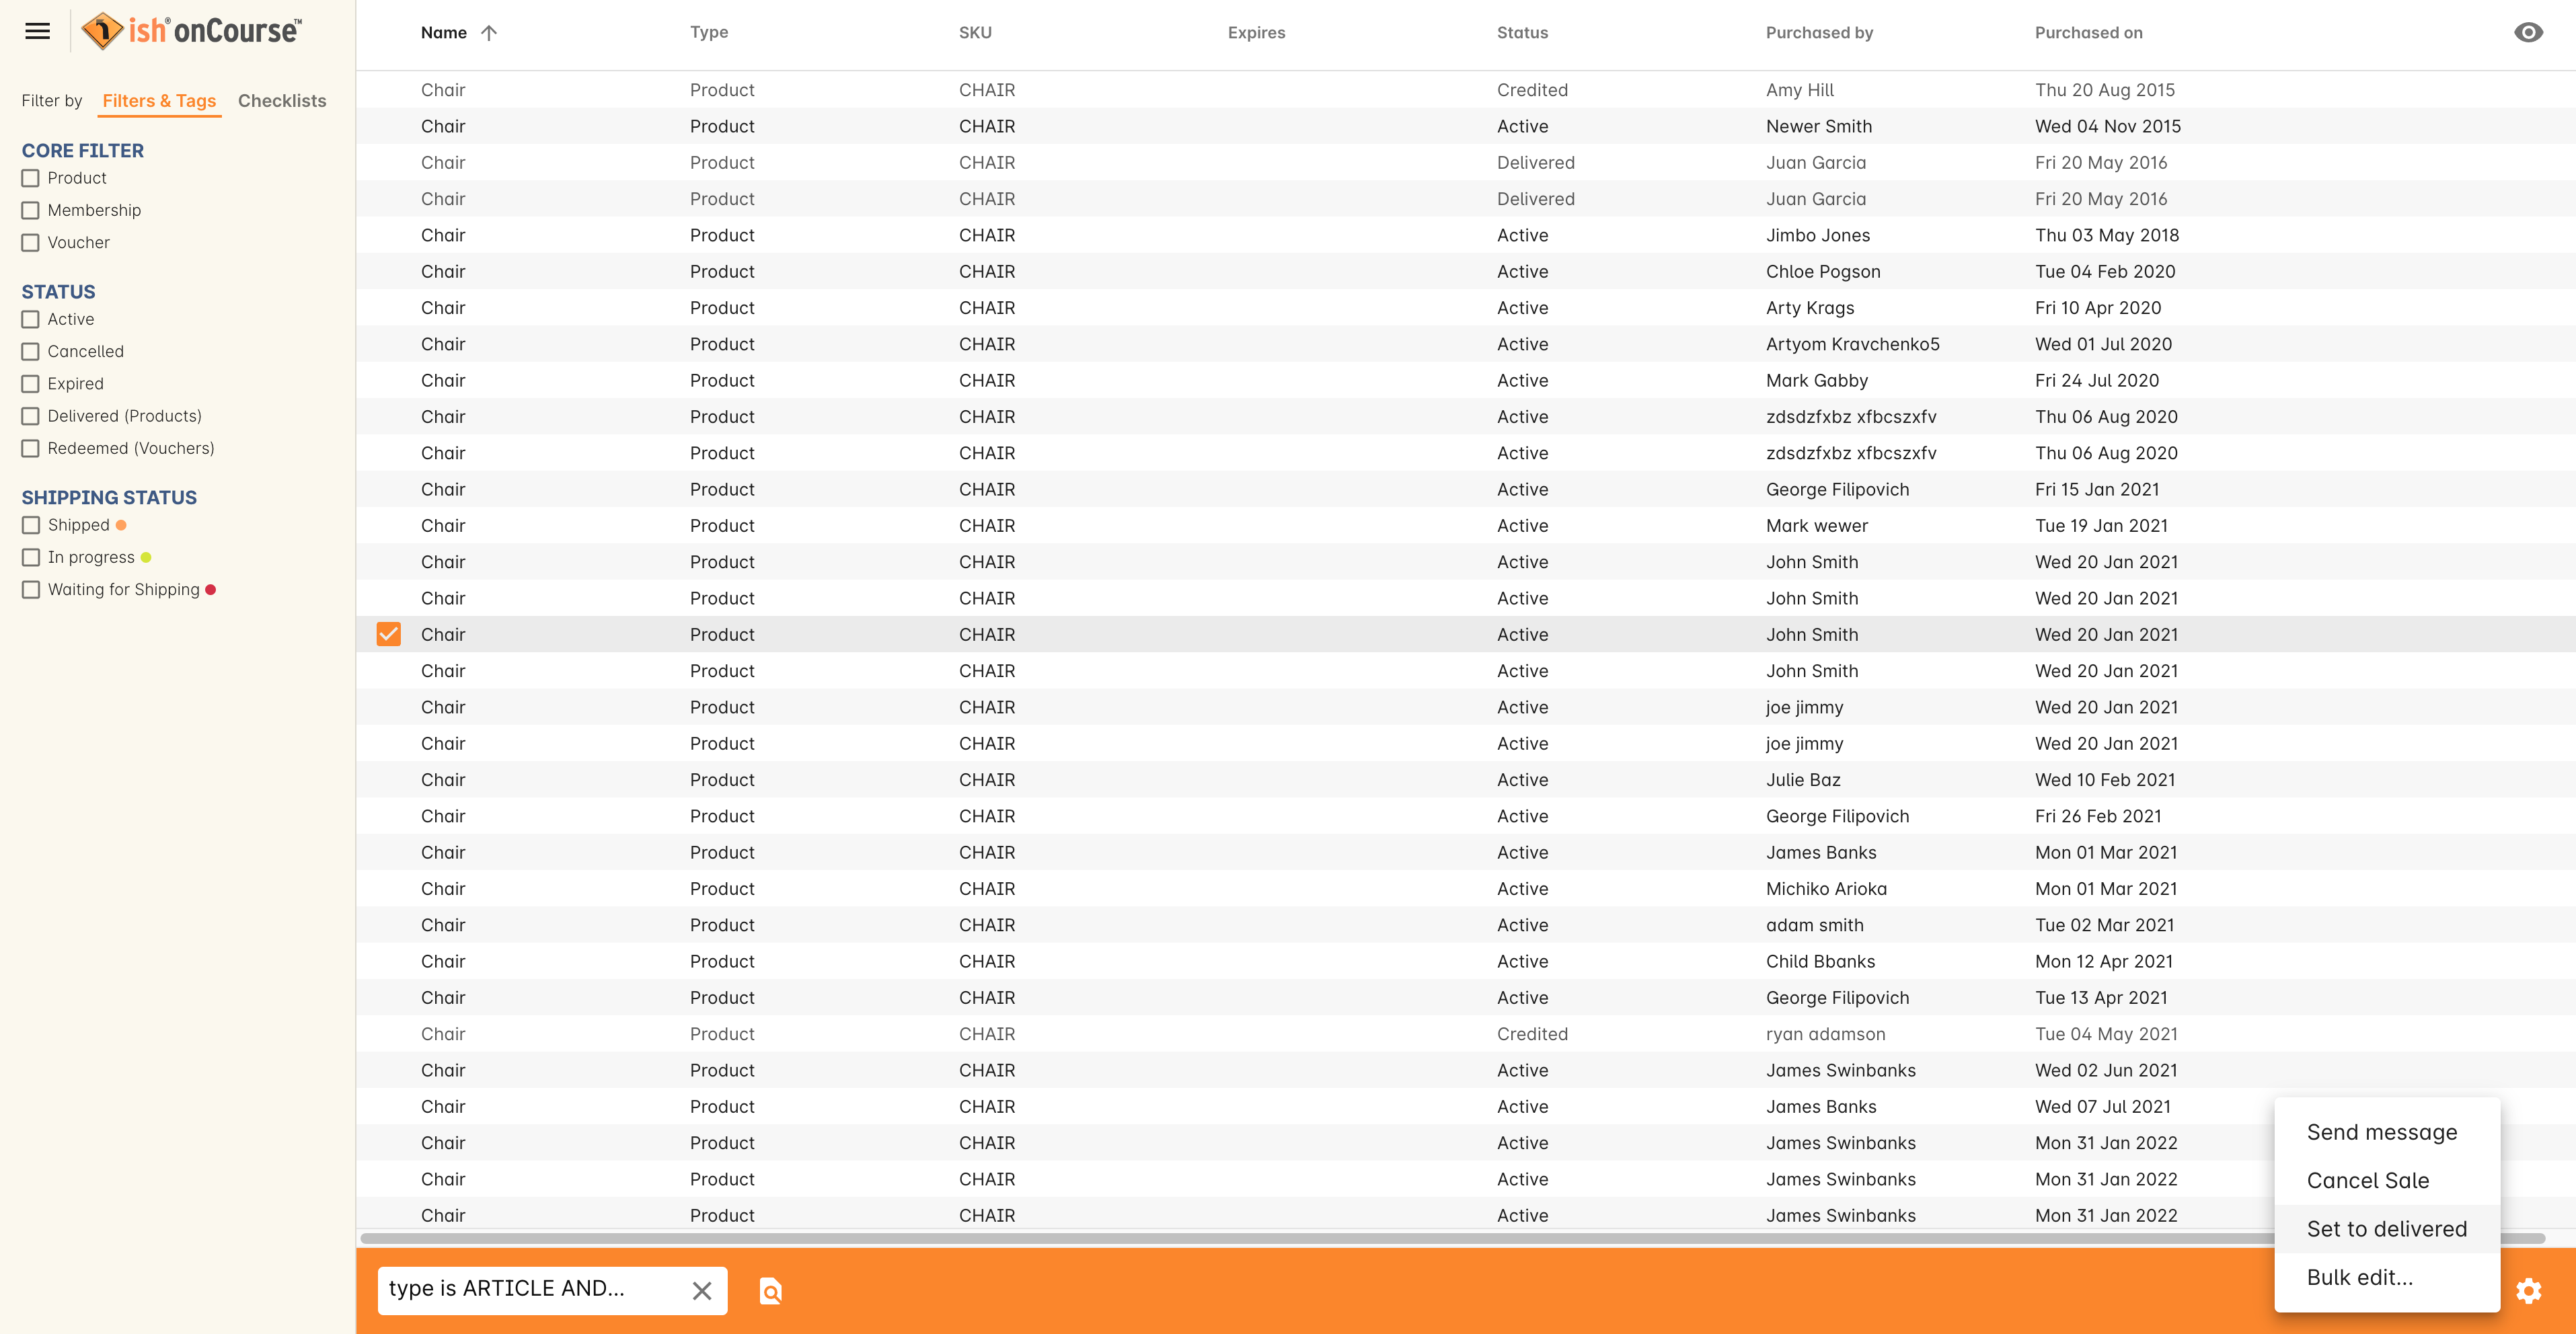 ish® onCourse™
Filter by Filters & Tags Checklists
CORE FILTER
Product
Membership
Voucher
STATUS
Active
Cancelled
Expired
Delivered (Products)
Redeemed (Vouchers)
SHIPPING STATUS
Shipped
In progress
Waiting for Shipping
Name Type SKU Expires Status Purchased by Purchased on
Chair Product CHAIR Credited Amy Hill Thu 20 Aug 2015
Chair Product CHAIR Active Newer Smith Wed 04 Nov 2015
Chair Product CHAIR Delivered Juan Garcia Fri 20 May 2016
Chair Product CHAIR Delivered Juan Garcia Fri 20 May 2016
Chair Product CHAIR Active Jimbo Jones Thu 03 May 2018
Chair Product CHAIR Active Chloe Pogson Tue 04 Feb 2020
Chair Product CHAIR Active Arty Krags Fri 10 Apr 2020
Chair Product CHAIR Active Artyom Kravchenko5 Wed 01 Jul 2020
Chair Product CHAIR Active Mark Gabby Fri 24 Jul 2020
Chair Product CHAIR Active zdsdzfxbz xfbcszxfv Thu 06 Aug 2020
Chair Product CHAIR Active zdsdzfxbz xfbcszxfv Thu 06 Aug 2020
Chair Product CHAIR Active George Filipovich Fri 15 Jan 2021
Chair Product CHAIR Active Mark wewer Tue 19 Jan 2021
Chair Product CHAIR Active John Smith Wed 20 Jan 2021
Chair Product CHAIR Active John Smith Wed 20 Jan 2021
Chair Product CHAIR Active John Smith Wed 20 Jan 2021
Chair Product CHAIR Active John Smith Wed 20 Jan 2021
Chair Product CHAIR Active joe jimmy Wed 20 Jan 2021
Chair Product CHAIR Active joe jimmy Wed 20 Jan 2021
Chair Product CHAIR Active Julie Baz Wed 10 Feb 2021
Chair Product CHAIR Active George Filipovich Fri 26 Feb 2021
Chair Product CHAIR Active James Banks Mon 01 Mar 2021
Chair Product CHAIR Active Michiko Arioka Mon 01 Mar 2021
Chair Product CHAIR Active adam smith Tue 02 Mar 2021
Chair Product CHAIR Active Child Bbanks Mon 12 Apr 2021
Chair Product CHAIR Active George Filipovich Tue 13 Apr 2021
Chair Product CHAIR Credited ryan adamson Tue 04 May 2021
Chair Product CHAIR Active James Swinbanks Wed 02 Jun 2021
Chair Product CHAIR Active James Banks Wed 07 Jul 2021
Chair Product CHAIR Active James Swinbanks Mon 31 Jan 2022
Chair Product CHAIR Active James Swinbanks Mon 31 Jan 2022
Chair Product CHAIR Active James Swinbanks Mon 31 Jan 2022
Send message
Cancel Sale
Set to delivered
Bulk edit...
type is ARTICLE AND...